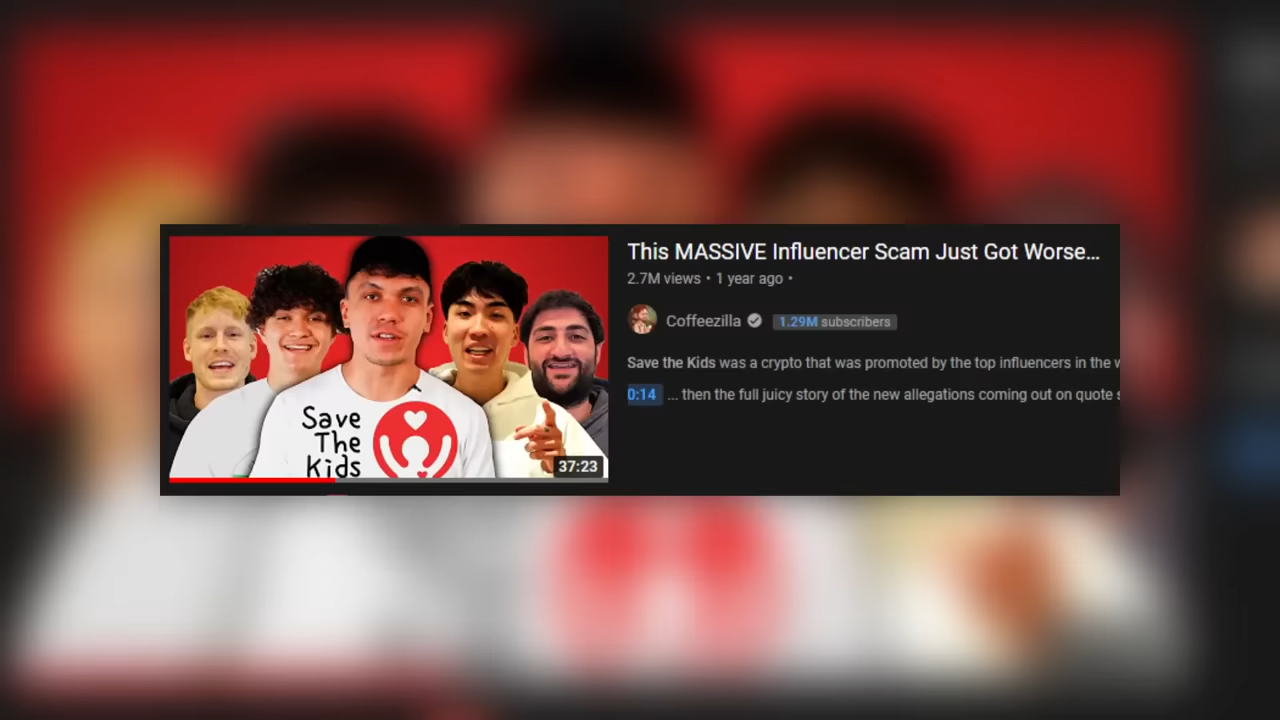 This MASSIVE Influencer Scam Just Got Worse...
2.7M views • 1 year ago •
Coffeezilla 1.29M subscribers
Save the Kids was a crypto that was promoted by the top influencers in the
0:14 ... then the full juicy story of the new allegations coming out on quote
Save
The
Kids
37:23